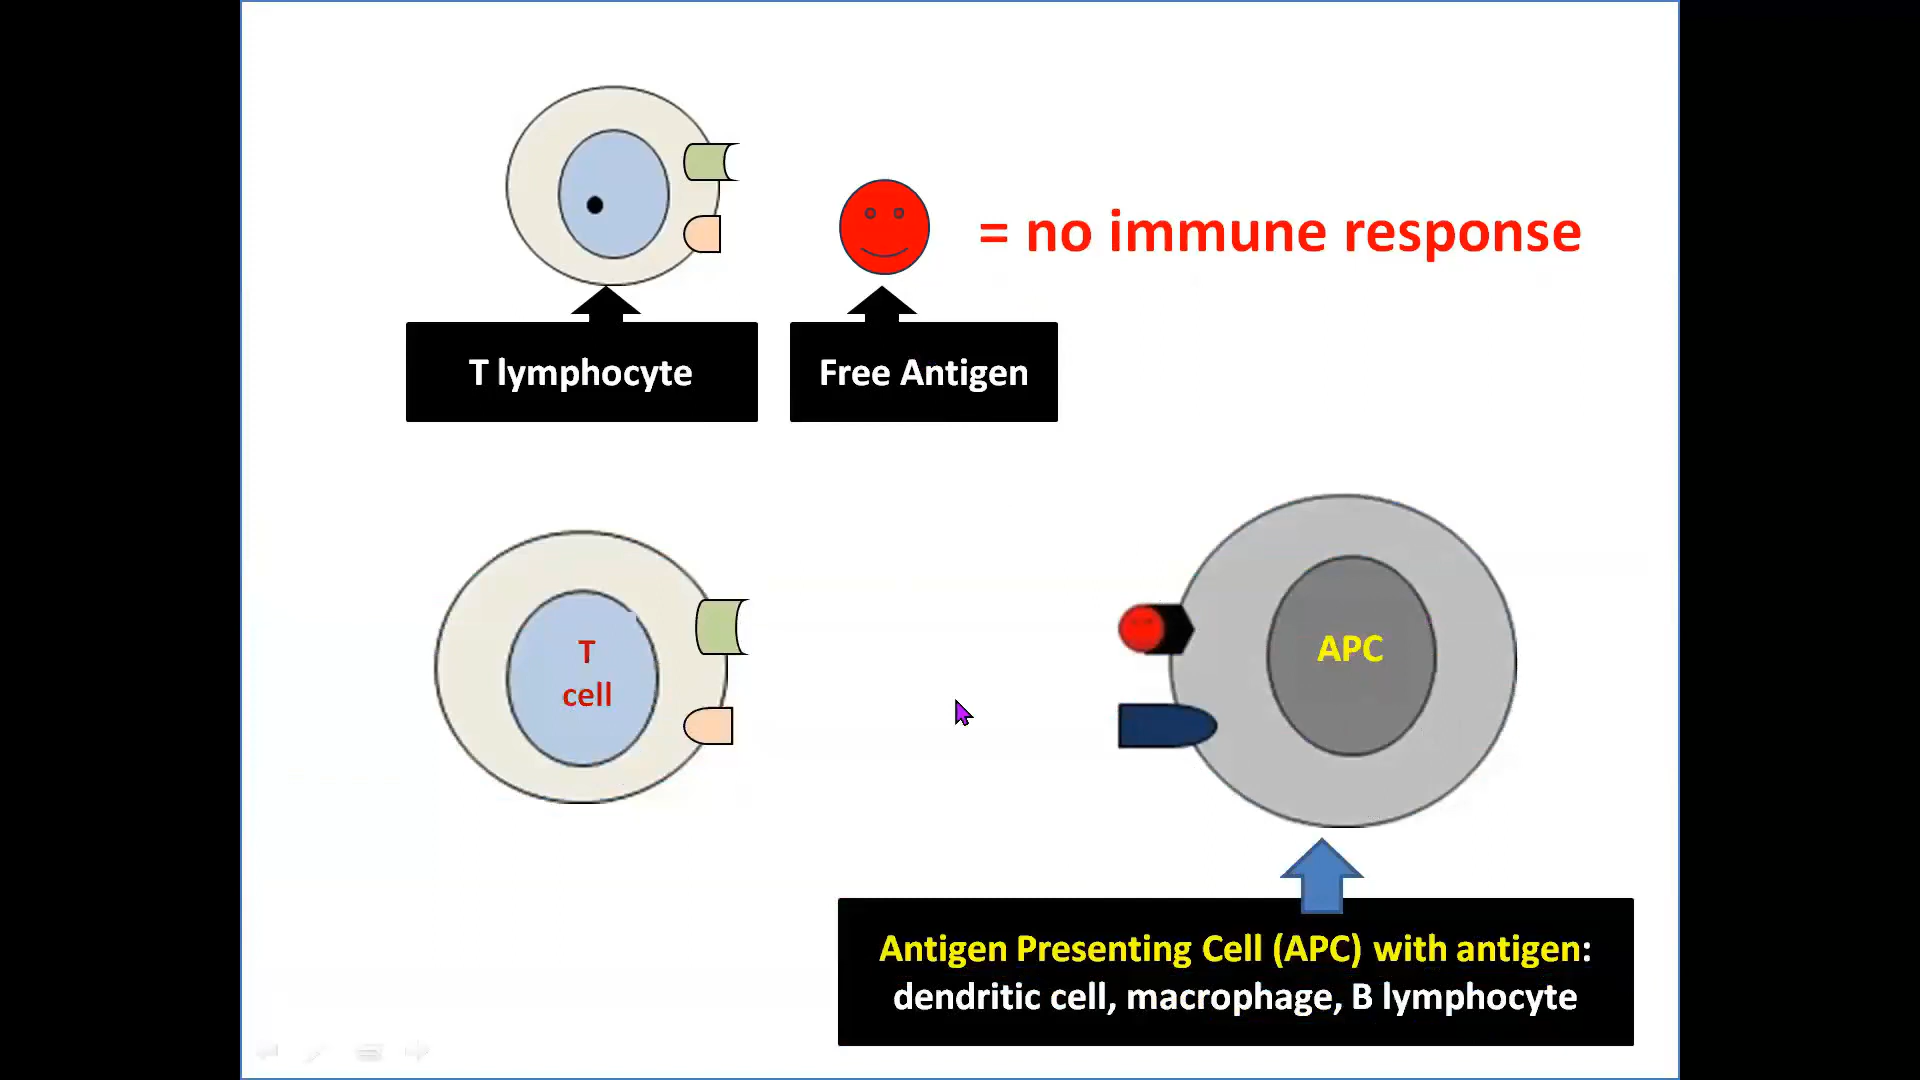 = no immune response
T lymphocyte
Free Antigen
T
cell
APC
Antigen Presenting Cell (APC) with antigen:
dendritic cell, macrophage, B lymphocyte